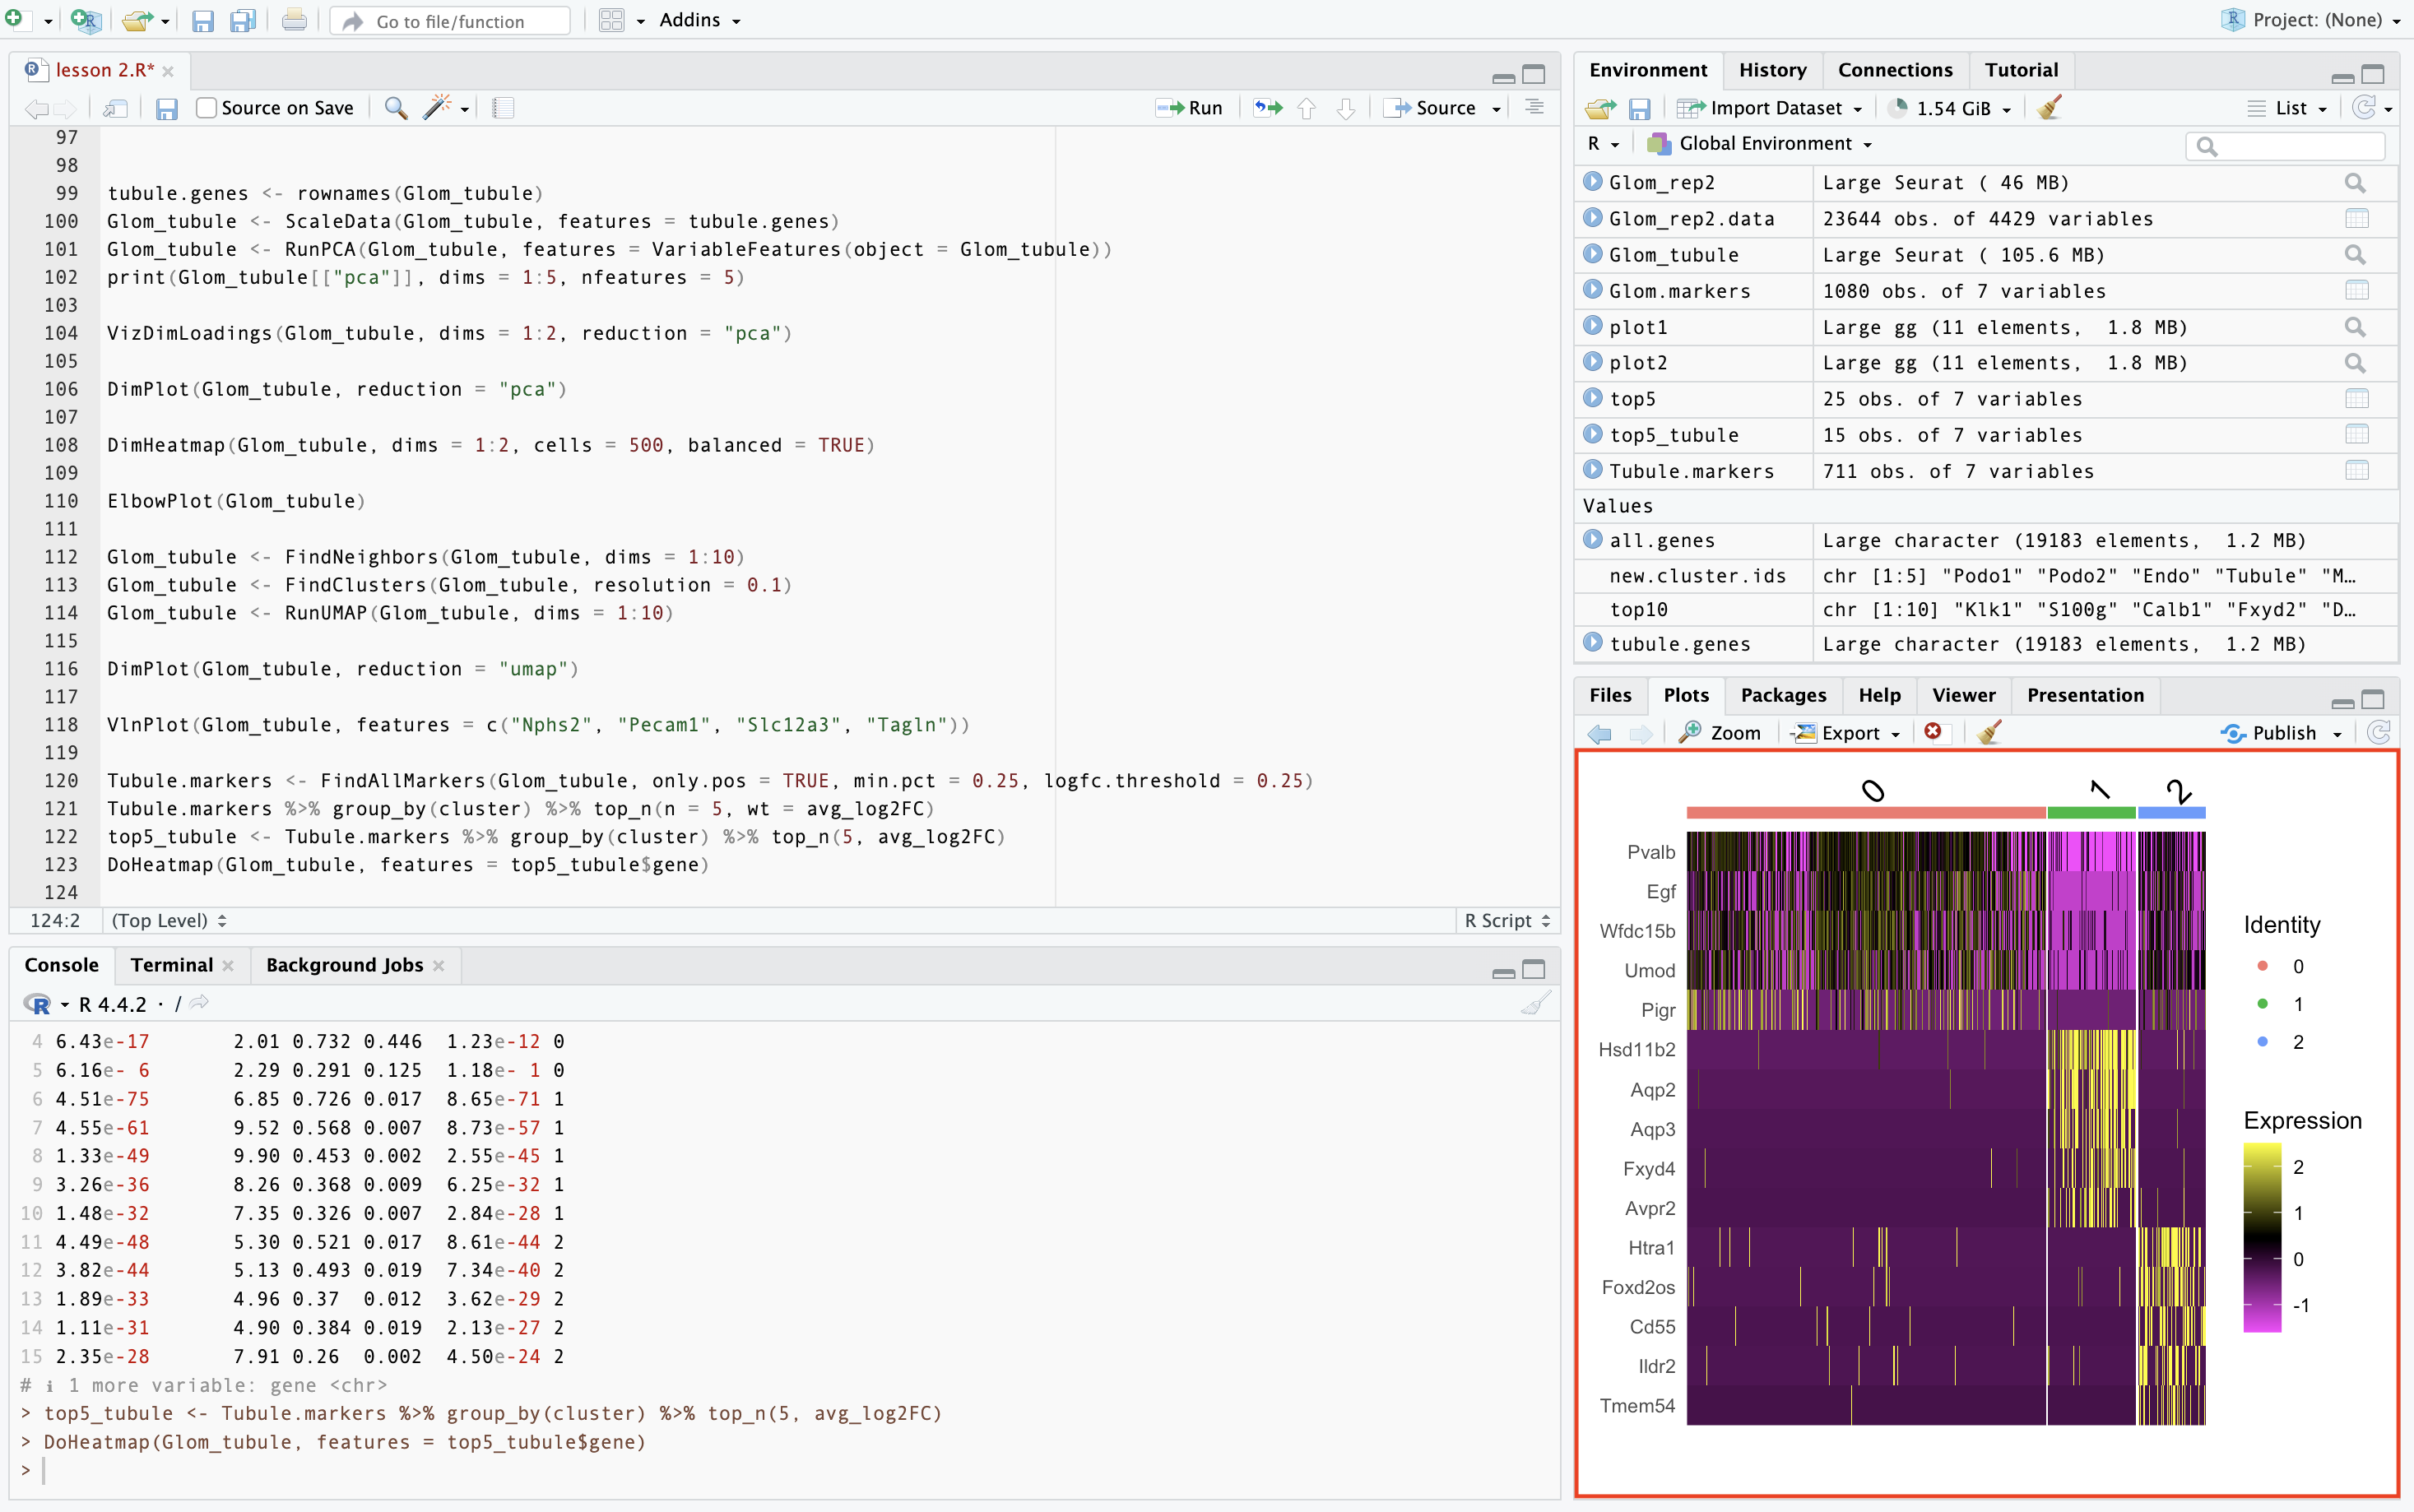 Go to file/function
Addins
Project: (None)
lesson 2.R*
Source on Save
Run
Source
97
98
99 tubule.genes <- rownames(Glom_tubule)
100 Glom_tubule <- ScaleData(Glom_tubule, features = tubule.genes)
101 Glom_tubule <- RunPCA(Glom_tubule, features = VariableFeatures(object = Glom_tubule))
102 print(Glom_tubule[["pca"]], dims = 1:5, nfeatures = 5)
103
104 VizDimLoadings(Glom_tubule, dims = 1:2, reduction = "pca")
105
106 DimPlot(Glom_tubule, reduction = "pca")
107
108 DimHeatmap(Glom_tubule, dims = 1:2, cells = 500, balanced = TRUE)
109
110 ElbowPlot(Glom_tubule)
111
112 Glom_tubule <- FindNeighbors(Glom_tubule, dims = 1:10)
113 Glom_tubule <- FindClusters(Glom_tubule, resolution = 0.1)
114 Glom_tubule <- RunUMAP(Glom_tubule, dims = 1:10)
115
116 DimPlot(Glom_tubule, reduction = "umap")
117
118 VlnPlot(Glom_tubule, features = c("Nphs2", "Pecam1", "Slc12a3", "Tagln"))
119
120 Tubule.markers <- FindAllMarkers(Glom_tubule, only.pos = TRUE, min.pct = 0.25, logfc.threshold = 0.25)
121 Tubule.markers %>% group_by(cluster) %>% top_n(n = 5, wt = avg_log2FC)
122 top5_tubule <- Tubule.markers %>% group_by(cluster) %>% top_n(5, avg_log2FC)
123 DoHeatmap(Glom_tubule, features = top5_tubule$gene)
124
124:2 (Top Level) R Script
Console Terminal Background Jobs
R 4.4.2 · /
4 6.43e-17 2.01 0.732 0.446 1.23e-12 0
5 6.16e- 6 2.29 0.291 0.125 1.18e- 1 0
6 4.51e-75 6.85 0.726 0.017 8.65e-71 1
7 4.55e-61 9.52 0.568 0.007 8.73e-57 1
8 1.33e-49 9.90 0.453 0.002 2.55e-45 1
9 3.26e-36 8.26 0.368 0.009 6.25e-32 1
10 1.48e-32 7.35 0.326 0.007 2.84e-28 1
11 4.49e-48 5.30 0.521 0.017 8.61e-44 2
12 3.82e-44 5.13 0.493 0.019 7.34e-40 2
13 1.89e-33 4.96 0.37 0.012 3.62e-29 2
14 1.11e-31 4.90 0.384 0.019 2.13e-27 2
15 2.35e-28 7.91 0.26 0.002 4.50e-24 2
# ℹ 1 more variable: gene <chr>
> top5_tubule <- Tubule.markers %>% group_by(cluster) %>% top_n(5, avg_log2FC)
> DoHeatmap(Glom_tubule, features = top5_tubule$gene)
>
Environment History Connections Tutorial
Import Dataset 1.54 GiB List
R Global Environment
Glom_rep2 Large Seurat ( 46 MB)
Glom_rep2.data 23644 obs. of 4429 variables
Glom_tubule Large Seurat ( 105.6 MB)
Glom.markers 1080 obs. of 7 variables
plot1 Large gg (11 elements, 1.8 MB)
plot2 Large gg (11 elements, 1.8 MB)
top5 25 obs. of 7 variables
top5_tubule 15 obs. of 7 variables
Tubule.markers 711 obs. of 7 variables
Values
all.genes Large character (19183 elements, 1.2 MB)
new.cluster.ids chr [1:5] "Podo1" "Podo2" "Endo" "Tubule" "M…
top10 chr [1:10] "Klk1" "S100g" "Calb1" "Fxyd2" "D…
tubule.genes Large character (19183 elements, 1.2 MB)
Files Plots Packages Help Viewer Presentation
Zoom Export Publish
0 1 2
Pvalb
Egf
Wfdc15b
Umod
Pigr
Hsd11b2
Aqp2
Aqp3
Fxyd4
Avpr2
Htra1
Foxd2os
Cd55
Ildr2
Tmem54
Identity
0
1
2
Expression
2
1
0
-1